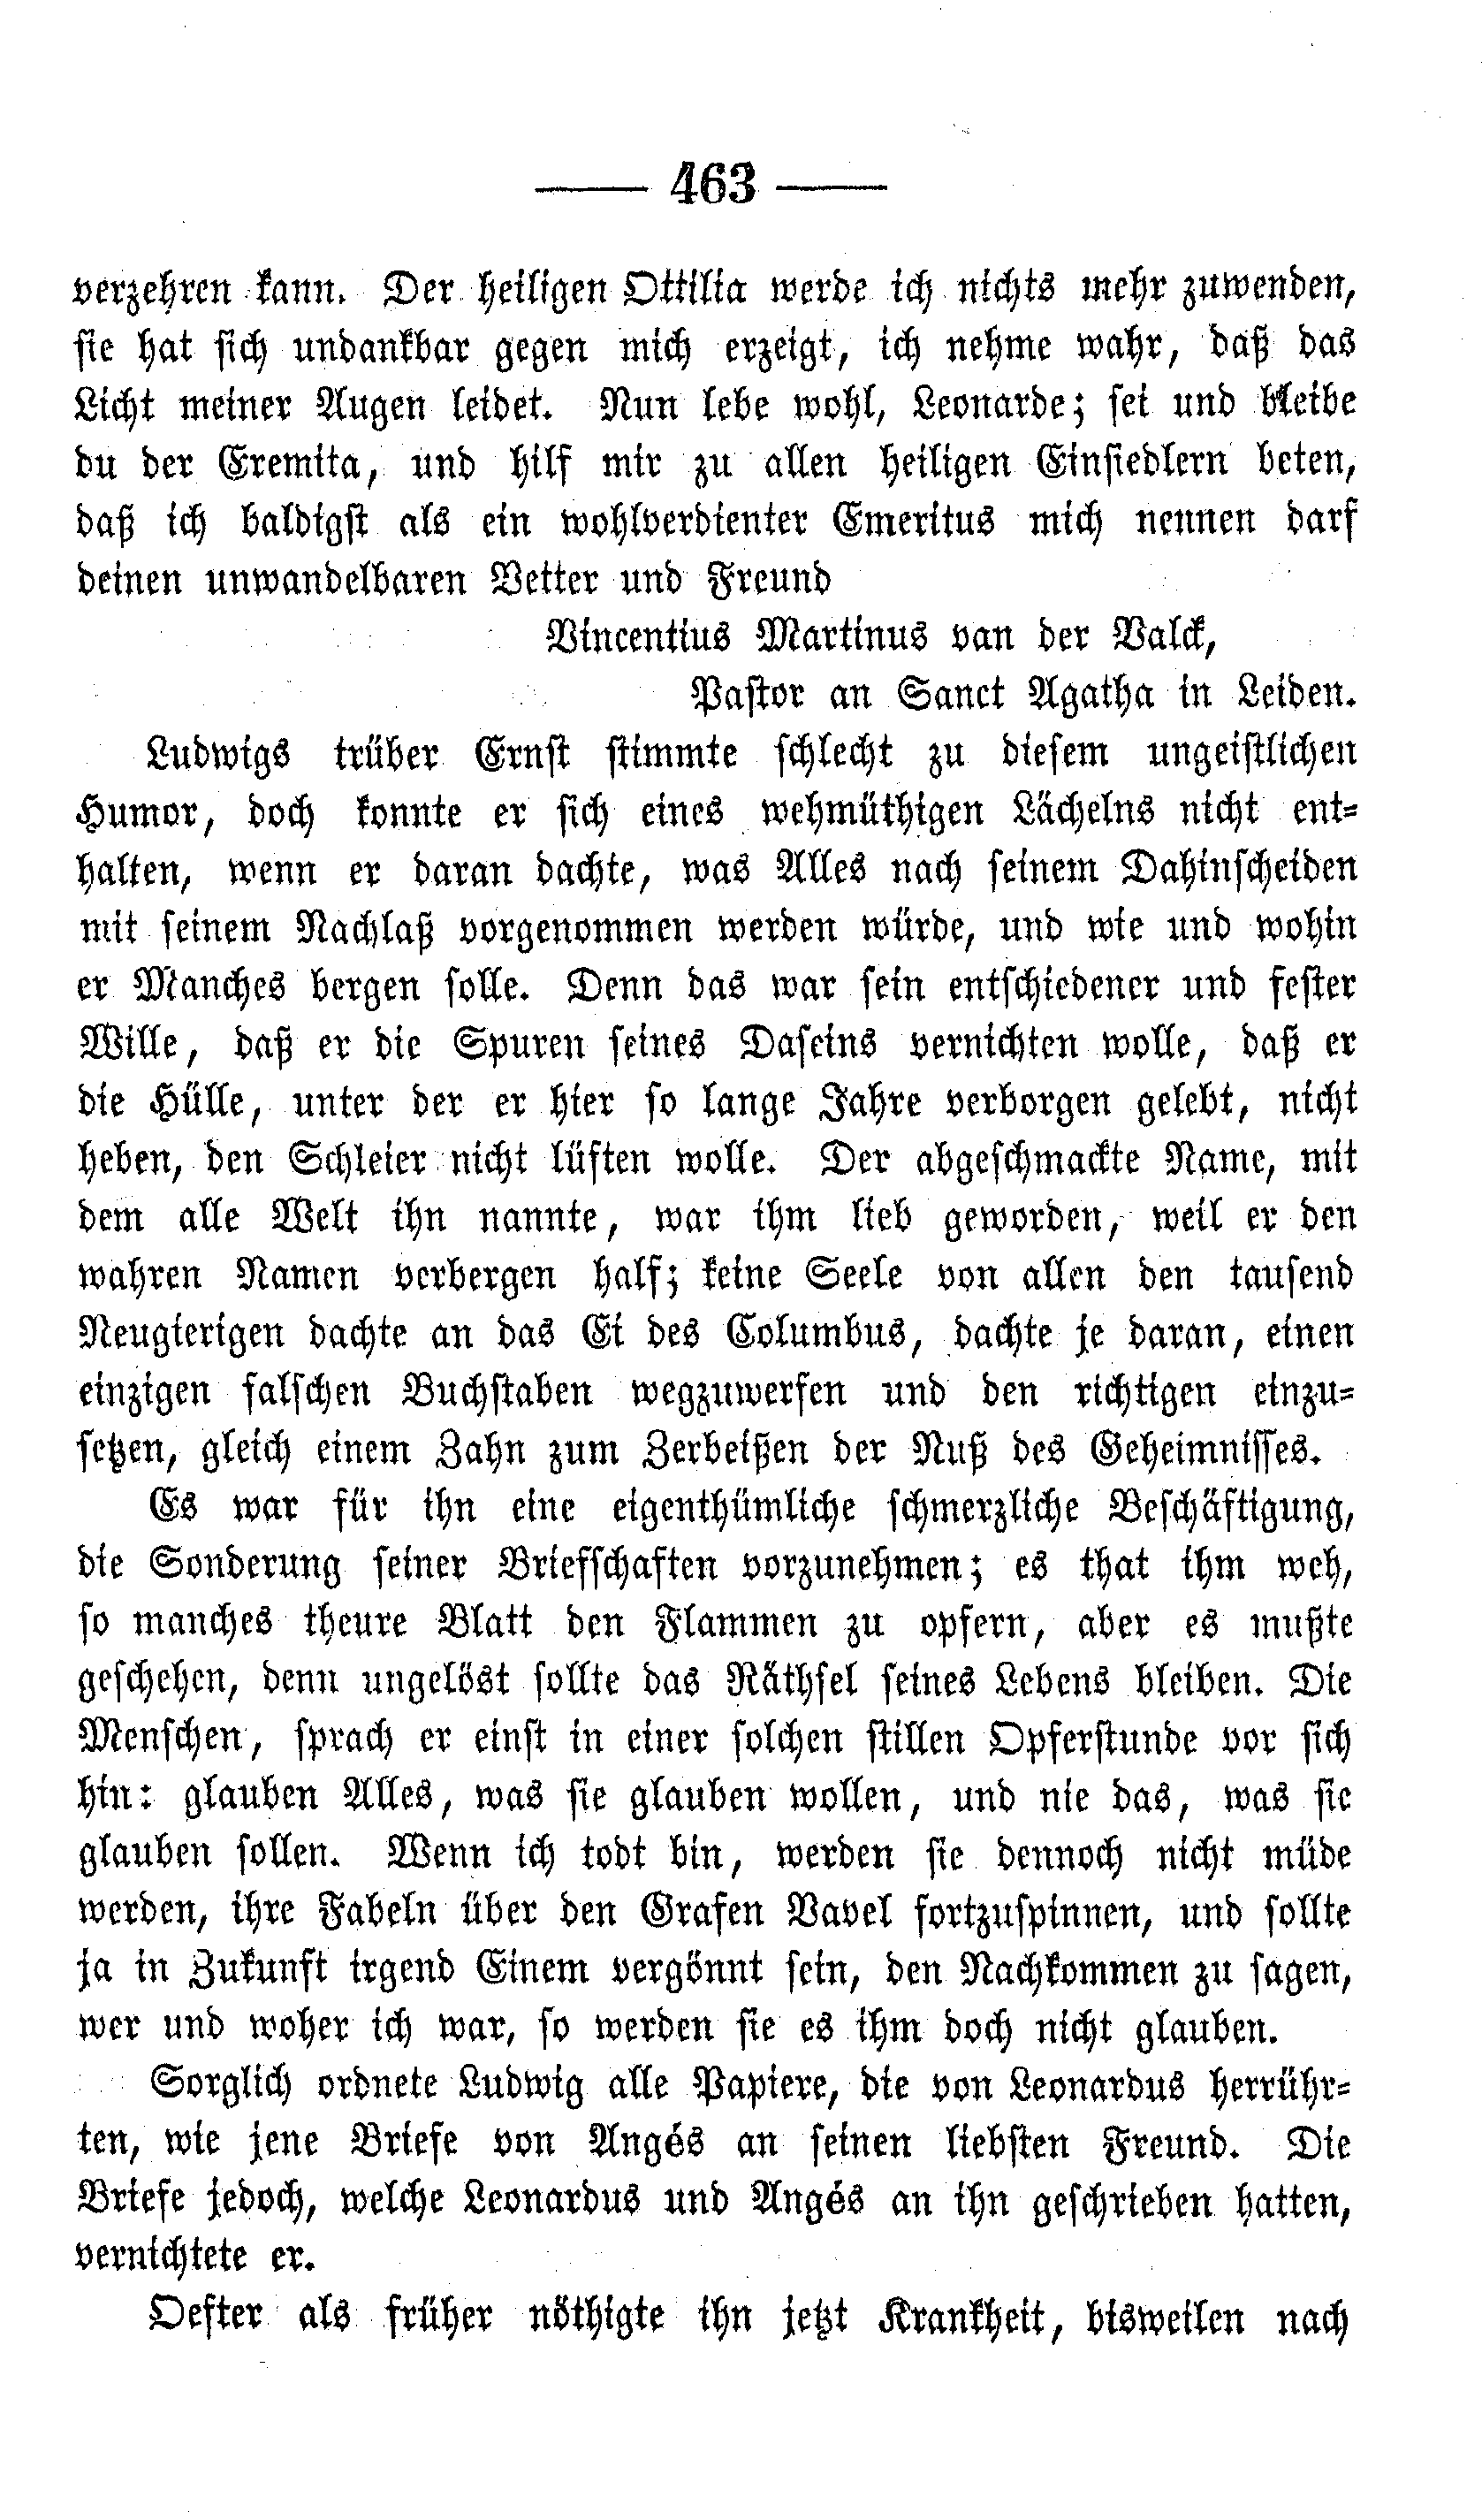 —— 463 ——
verzehren kann. Der heiligen Ottilia werde ich nichts mehr zuwenden,
sie hat sich undankbar gegen mich erzeigt, ich nehme wahr, daß das
Licht meiner Augen leidet. Nun lebe wohl, Leonarde; sei und bleibe
du der Eremita, und hilf mir zu allen heiligen Einsiedlern beten,
daß ich baldigst als ein wohlverdienter Emeritus mich nennen darf
deinen unwandelbaren Vetter und Freund
Vincentius Martinus van der Valck,
Pastor an Sanct Agatha in Leiden.
Ludwigs trüber Ernst stimmte schlecht zu diesem ungeistlichen
Humor, doch konnte er sich eines wehmüthigen Lächelns nicht ent-
halten, wenn er daran dachte, was Alles nach seinem Dahinscheiden
mit seinem Nachlaß vorgenommen werden würde, und wie und wohin
er Manches bergen solle. Denn das war sein entschiedener und fester
Wille, daß er die Spuren seines Daseins vernichten wolle, daß er
die Hülle, unter der er hier so lange Jahre verborgen gelebt, nicht
heben, den Schleier nicht lüften wolle. Der abgeschmackte Name, mit
dem alle Welt ihn nannte, war ihm lieb geworden, weil er den
wahren Namen verbergen half; keine Seele von allen den tausend
Neugierigen dachte an das Ei des Columbus, dachte je daran, einen
einzigen falschen Buchstaben wegzuwerfen und den richtigen einzu-
setzen, gleich einem Zahn zum Zerbeißen der Nuß des Geheimnisses.
Es war für ihn eine eigenthümliche schmerzliche Beschäftigung,
die Sonderung seiner Briefschaften vorzunehmen; es that ihm weh,
so manches theure Blatt den Flammen zu opfern, aber es mußte
geschehen, denn ungelöst sollte das Räthsel seines Lebens bleiben. Die
Menschen, sprach er einst in einer solchen stillen Opferstunde vor sich
hin: glauben Alles, was sie glauben wollen, und nie das, was sie
glauben sollen. Wenn ich todt bin, werden sie dennoch nicht müde
werden, ihre Fabeln über den Grafen Vavel fortzuspinnen, und sollte
ja in Zukunft irgend Einem vergönnt sein, den Nachkommen zu sagen,
wer und woher ich war, so werden sie es ihm doch nicht glauben.
Sorglich ordnete Ludwig alle Papiere, die von Leonardus herrühr-
ten, wie jene Briefe von Angés an seinen liebsten Freund. Die
Briefe jedoch, welche Leonardus und Angés an ihn geschrieben hatten,
vernichtete er.
Oefter als früher nöthigte ihn jetzt Krankheit, bisweilen nach